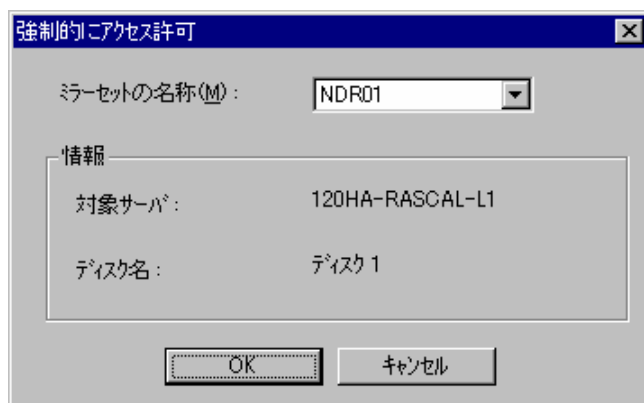 強制的にアクセス許可
ミラーセットの名称(M): NDR01
情報
対象サーバ: 120HA-RASCAL-L1
ディスク名: ディスク 1
OK キャンセル